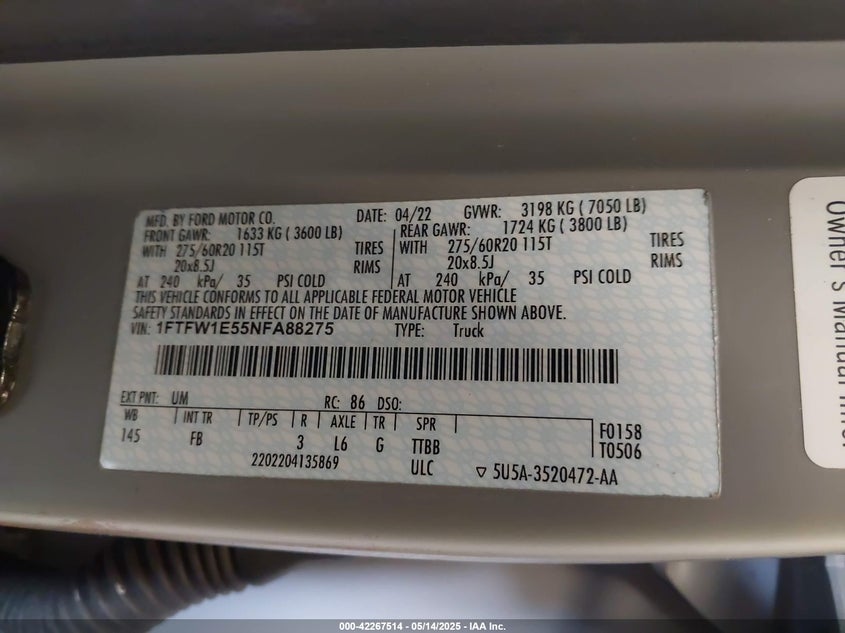 MFD. BY FORD MOTOR CO. DATE: 04/22 GVWR: 3198 KG ( 7050 LB)
FRONT GAWR: 1633 KG ( 3600 LB) REAR GAWR: 1724 KG ( 3800 LB)
WITH 275/60R20 115T TIRES WITH 275/60R20 115T TIRES
20x8.5J RIMS 20x8.5J RIMS
AT 240 kPa/ 35 PSI COLD AT 240 kPa/ 35 PSI COLD
THIS VEHICLE CONFORMS TO ALL APPLICABLE FEDERAL MOTOR VEHICLE
SAFETY STANDARDS IN EFFECT ON THE DATE OF MANUFACTURE SHOWN ABOVE.
VIN: 1FTFW1E55NFA88275 TYPE: Truck
EXT PNT: UM RC: 86 DSO:
WB INT TR TP/PS R AXLE TR SPR
145 FB 3 L6 G TTBB
F0158
T0506
2202204135869 ULC ▽ 5U5A-3520472-AA
Owner's Manual
000-42267514 - 05/14/2025 - IAA Inc.